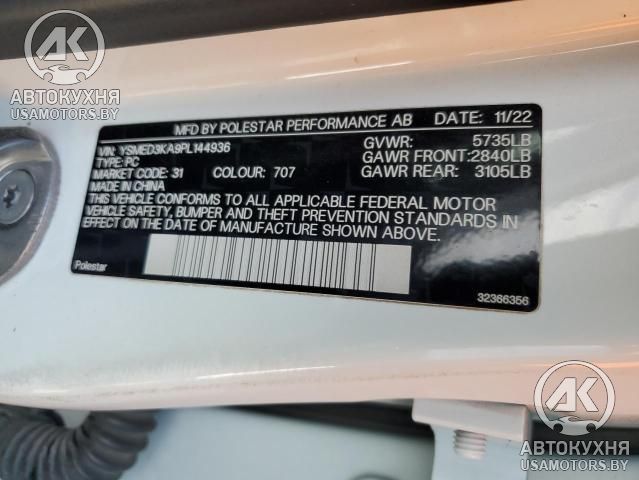 AK
АВТОКУХНЯ
USAMOTORS.BY
MFD BY POLESTAR PERFORMANCE AB DATE: 11/22
VIN: YSMED3KA9PL144936 GVWR: 5735LB
TYPE: PC GAWR FRONT:2840LB
MARKET CODE: 31 COLOUR: 707 GAWR REAR: 3105LB
MADE IN CHINA
THIS VEHICLE CONFORMS TO ALL APPLICABLE FEDERAL MOTOR
VEHICLE SAFETY, BUMPER AND THEFT PREVENTION STANDARDS IN
EFFECT ON THE DATE OF MANUFACTURE SHOWN ABOVE.
Polestar
32366356
AK
АВТОКУХНЯ
USAMOTORS.BY